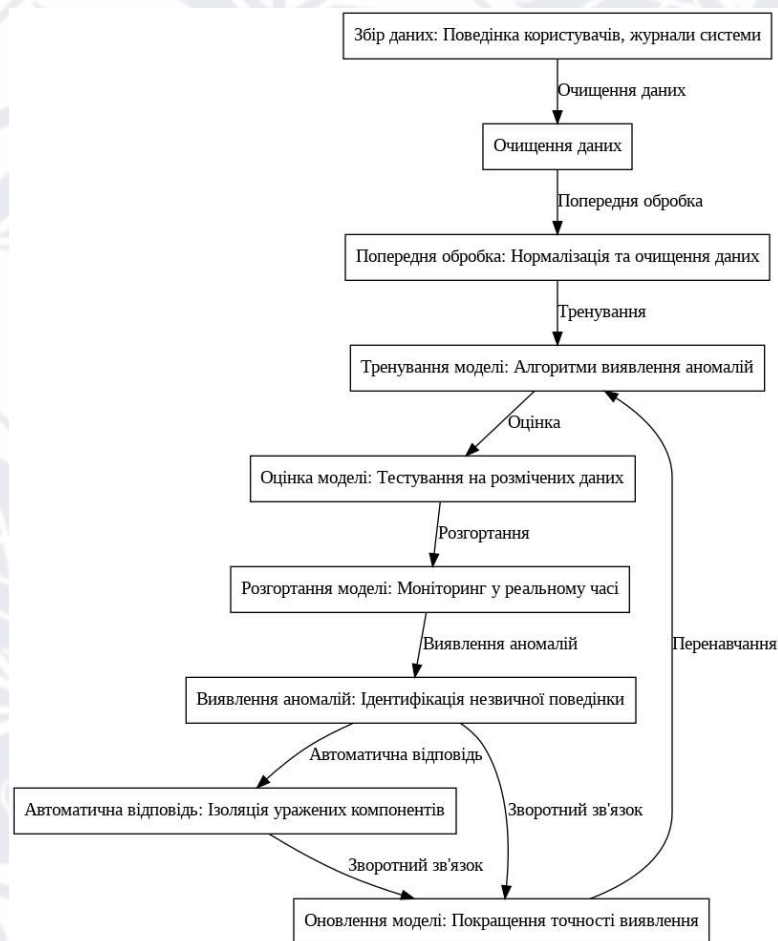 Збір даних: Поведінка користувачів, журнали системи
Очищення даних
Очищення даних
Попередня обробка
Попередня обробка: Нормалізація та очищення даних
Тренування
Тренування моделі: Алгоритми виявлення аномалій
Оцінка
Оцінка моделі: Тестування на розмічених даних
Розгортання
Розгортання моделі: Моніторинг у реальному часі
Виявлення аномалій
Перенавчання
Виявлення аномалій: Ідентифікація незвичної поведінки
Автоматична відповідь
Автоматична відповідь: Ізоляція уражених компонентів
Зворотний зв'язок
Зворотний зв'язок
Оновлення моделі: Покращення точності виявлення